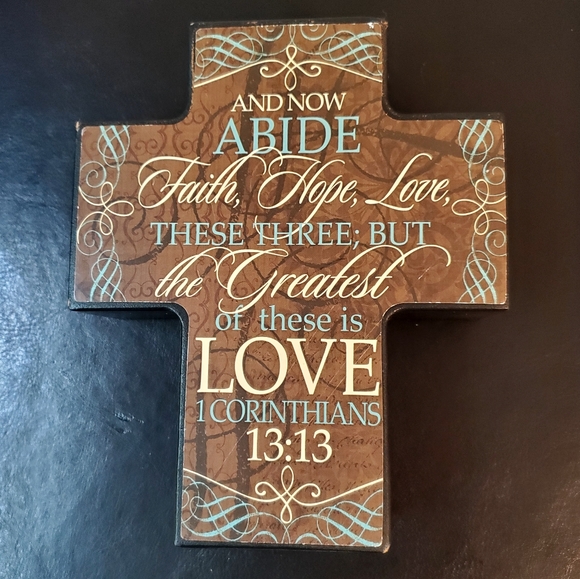 AND NOW
ABIDE
Faith, Hope, Love,
THESE THREE; BUT
the Greatest
of these is
LOVE
1 CORINTHIANS
13:13